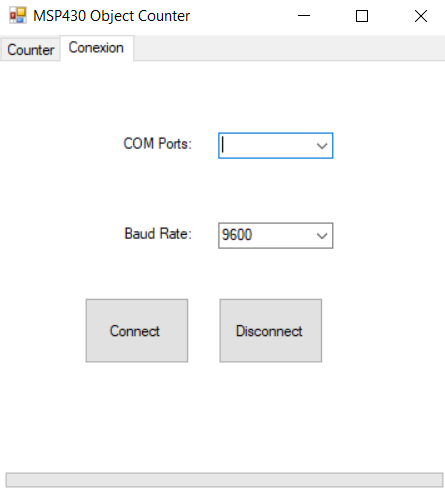 MSP430 Object Counter
Counter Conexion
COM Ports:
Baud Rate: 9600
Connect Disconnect